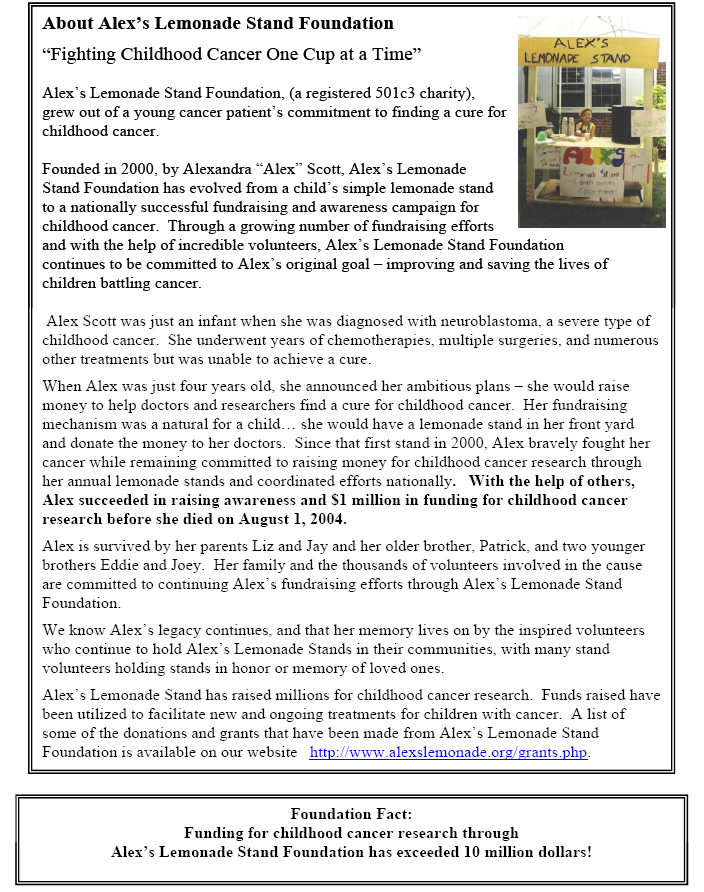 About Alex's Lemonade Stand Foundation
“Fighting Childhood Cancer One Cup at a Time”
ALEX'S
LEMONADE STAND
ALEX'S
Lemonade Stand
Alex's Lemonade Stand Foundation, (a registered 501c3 charity),
grew out of a young cancer patient's commitment to finding a cure for
childhood cancer.
Founded in 2000, by Alexandra “Alex” Scott, Alex's Lemonade
Stand Foundation has evolved from a child's simple lemonade stand
to a nationally successful fundraising and awareness campaign for
childhood cancer.  Through a growing number of fundraising efforts
and with the help of incredible volunteers, Alex's Lemonade Stand Foundation
continues to be committed to Alex's original goal – improving and saving the lives of
children battling cancer.
Alex Scott was just an infant when she was diagnosed with neuroblastoma, a severe type of
childhood cancer.  She underwent years of chemotherapies, multiple surgeries, and numerous
other treatments but was unable to achieve a cure.
When Alex was just four years old, she announced her ambitious plans – she would raise
money to help doctors and researchers find a cure for childhood cancer.  Her fundraising
mechanism was a natural for a child… she would have a lemonade stand in her front yard
and donate the money to her doctors.  Since that first stand in 2000, Alex bravely fought her
cancer while remaining committed to raising money for childhood cancer research through
her annual lemonade stands and coordinated efforts nationally.   With the help of others,
Alex succeeded in raising awareness and $1 million in funding for childhood cancer
research before she died on August 1, 2004.
Alex is survived by her parents Liz and Jay and her older brother, Patrick, and two younger
brothers Eddie and Joey.  Her family and the thousands of volunteers involved in the cause
are committed to continuing Alex's fundraising efforts through Alex's Lemonade Stand
Foundation.
We know Alex's legacy continues, and that her memory lives on by the inspired volunteers
who continue to hold Alex's Lemonade Stands in their communities, with many stand
volunteers holding stands in honor or memory of loved ones.
Alex's Lemonade Stand has raised millions for childhood cancer research.  Funds raised have
been utilized to facilitate new and ongoing treatments for children with cancer.  A list of
some of the donations and grants that have been made from Alex's Lemonade Stand
Foundation is available on our website   http://www.alexslemonade.org/grants.php.
Foundation Fact:
Funding for childhood cancer research through
Alex's Lemonade Stand Foundation has exceeded 10 million dollars!